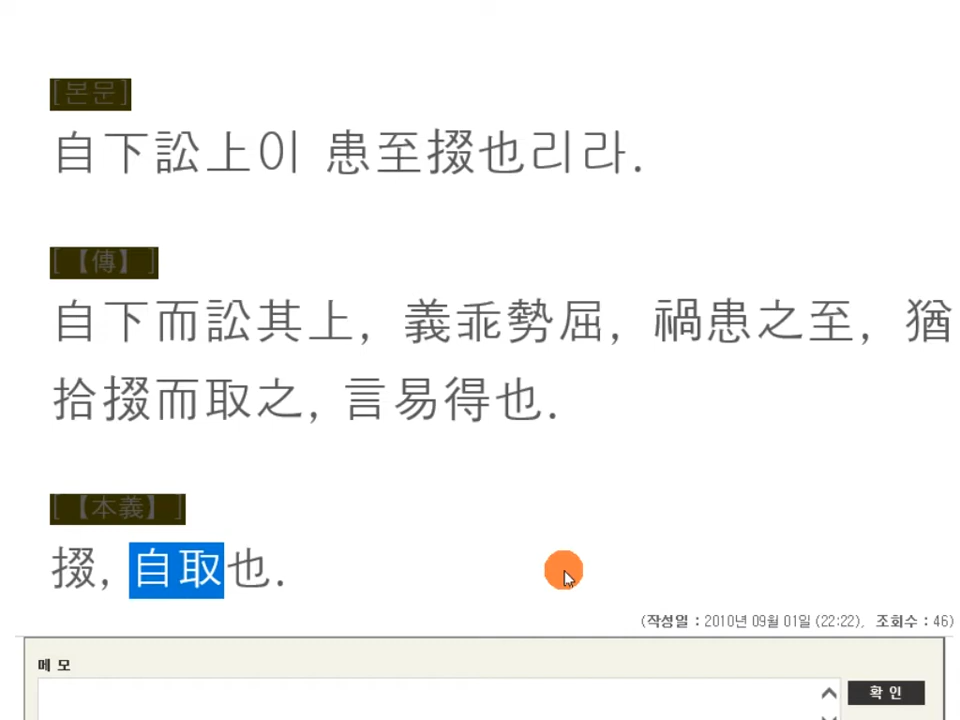 [본문]
自下訟上이 患至掇也리라.
[【傳】]
自下而訟其上, 義乖勢屈, 禍患之至, 猶
拾掇而取之, 言易得也.
[【本義】]
掇, 自取也.
(작성일 : 2010년 09월 01일 (22:22), 조회수 : 46)
메 모
확 인